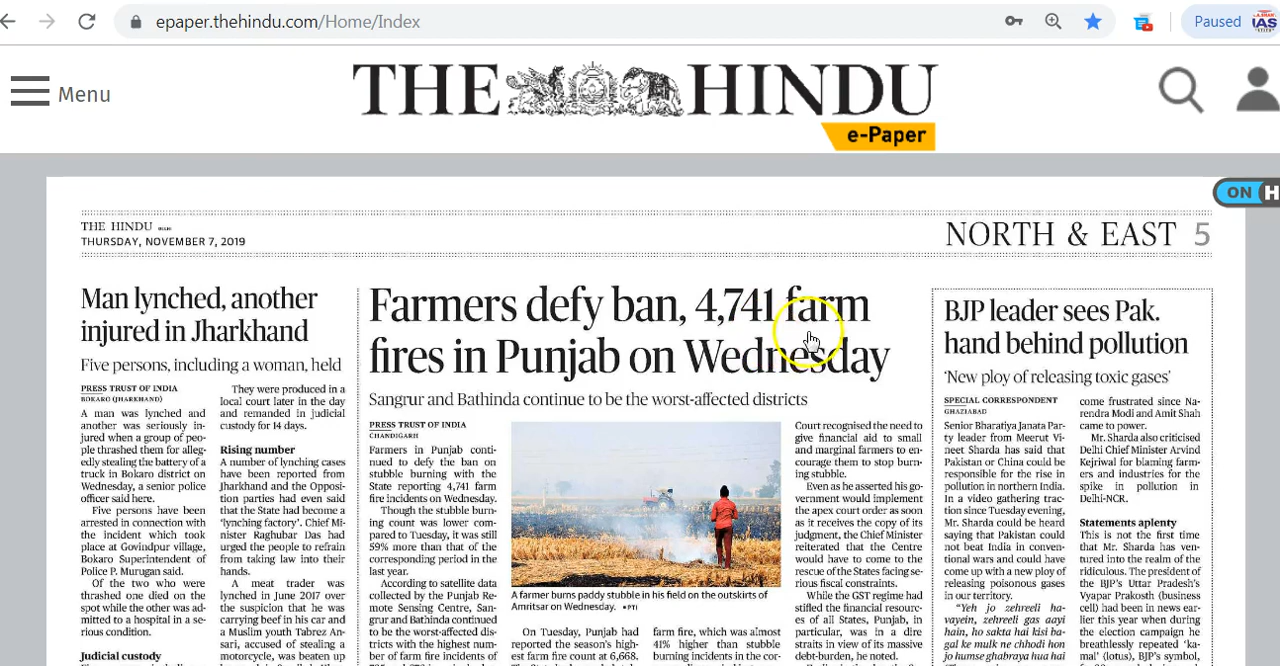 epaper.thehindu.com/Home/Index
Paused
IAS
Menu
THE HINDU
e-Paper
ON
H
THE HINDU
THURSDAY, NOVEMBER 7, 2019
NORTH & EAST 5
Man lynched, another
injured in Jharkhand
Five persons, including a woman, held
PRESS TRUST OF INDIA
BOKARO (JHARKHAND)
A man was lynched and
another was seriously in-
jured when a group of peo-
ple thrashed them for alleg-
edly stealing the battery of a
truck in Bokaro district on
Wednesday, a senior police
officer said here.
Five persons have been
arrested in connection with
the incident which took
place at Govindpur village,
Bokaro Superintendent of
Police P. Murugan said.
Of the two who were
thrashed one died on the
spot while the other was ad-
mitted to a hospital in a se-
rious condition.
Judicial custody
They were produced in a
local court later in the day
and remanded in judicial
custody for 14 days.
Rising number
A number of lynching cases
have been reported from
Jharkhand and the Opposi-
tion parties had even said
that the State had become a
'lynching factory'. Chief Mi-
nister Raghubar Das had
urged the people to refrain
from taking law into their
hands.
A meat trader was
lynched in June 2017 over
the suspicion that he was
carrying beef in his car and
a Muslim youth Tabrez An-
sari, accused of stealing a
motorcycle, was beaten up
Farmers defy ban, 4,741 farm
fires in Punjab on Wednesday
Sangrur and Bathinda continue to be the worst-affected districts
PRESS TRUST OF INDIA
CHANDIGARH
Farmers in Punjab conti-
nued to defy the ban on
stubble burning with the
State reporting 4,741 farm
fire incidents on Wednesday.
Though the stubble burn-
ing count was lower com-
pared to Tuesday, it was still
59% more than that of the
corresponding period in the
last year.
According to satellite data
collected by the Punjab Re-
mote Sensing Centre, San-
grur and Bathinda continued
to be the worst-affected dis-
tricts with the highest num-
ber of farm fire incidents of
A farmer burns paddy stubble in his field on the outskirts of
Amritsar on Wednesday. •PTI
On Tuesday, Punjab had
reported the season's high-
est farm fire count at 6,668.
farm fire, which was almost
41% higher than stubble
burning incidents in the cor-
Court recognised the need to
give financial aid to small
and marginal farmers to en-
courage them to stop burn-
ing stubble.
Even as he asserted his go-
vernment would implement
the apex court order as soon
as it receives the copy of its
judgment, the Chief Minister
reiterated that the Centre
would have to come to the
rescue of the States facing se-
rious fiscal constraints.
While the GST regime had
stifled the financial resourc-
es of all States, Punjab, in
particular, was in a dire
straits in view of its massive
debt-burden, he noted.
BJP leader sees Pak.
hand behind pollution
'New ploy of releasing toxic gases'
SPECIAL CORRESPONDENT
GHAZIABAD
Senior Bharatiya Janata Par-
ty leader from Meerut Vi-
neet Sharda has said that
Pakistan or China could be
responsible for the rise in
pollution in northern India.
In a video gathering trac-
tion since Tuesday evening,
Mr. Sharda could be heard
saying that Pakistan could
not beat India in conven-
tional wars and could have
come up with a new ploy of
releasing poisonous gases
in our territory.
"Yeh jo zehreeli ha-
vayein, zehreeli gas aayi
hain, ho sakta hai kisi ba-
gal ke mulk ne chhodi hon
jo humse ghabraya hua hai
come frustrated since Na-
rendra Modi and Amit Shah
came to power.
Mr. Sharda also criticised
Delhi Chief Minister Arvind
Kejriwal for blaming farm-
ers and industries for the
spike in pollution in
Delhi-NCR.
Statements aplenty
This is not the first time
that Mr. Sharda has ven-
tured into the realm of the
ridiculous. The president of
the BJP's Uttar Pradesh's
Vyapar Prakosth (business
cell) had been in news ear-
lier this year when during
the election campaign he
breathlessly repeated 'ka-
mal' (lotus), BJP's symbol,